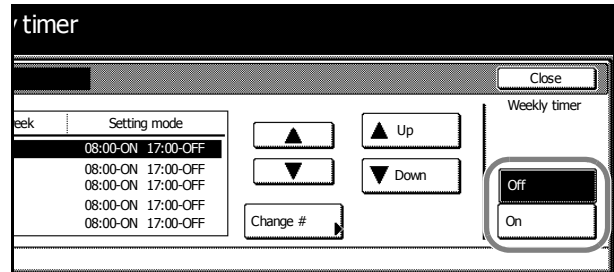 timer
Close
Weekly timer
eek Setting mode
08:00-ON 17:00-OFF
08:00-ON 17:00-OFF
08:00-ON 17:00-OFF
08:00-ON 17:00-OFF
08:00-ON 17:00-OFF
Up
Down
Change #
Off
On